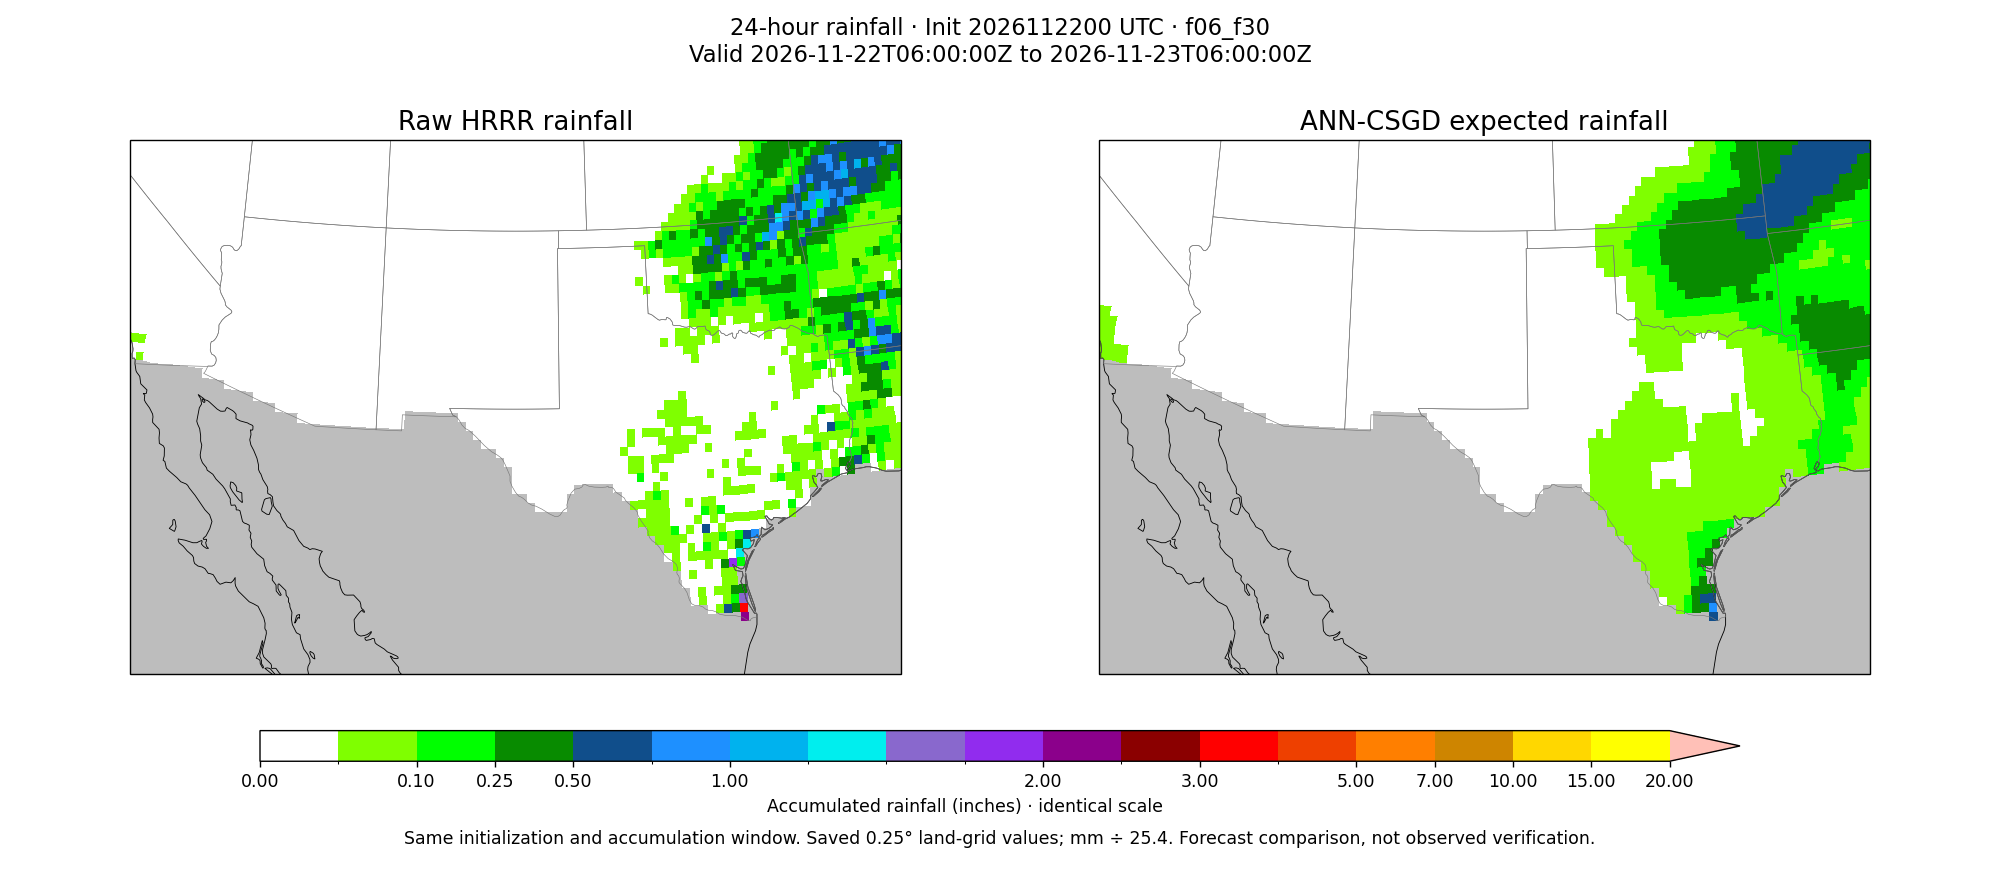 24-hour rainfall · Init 2026112200 UTC · f06_f30
Valid 2026-11-22T06:00:00Z to 2026-11-23T06:00:00Z
Raw HRRR rainfall
ANN-CSGD expected rainfall
0.00 0.10 0.25 0.50 1.00 2.00 3.00 5.00 7.00 10.00 15.00 20.00
Accumulated rainfall (inches) · identical scale
Same initialization and accumulation window. Saved 0.25° land-grid values; mm ÷ 25.4. Forecast comparison, not observed verification.